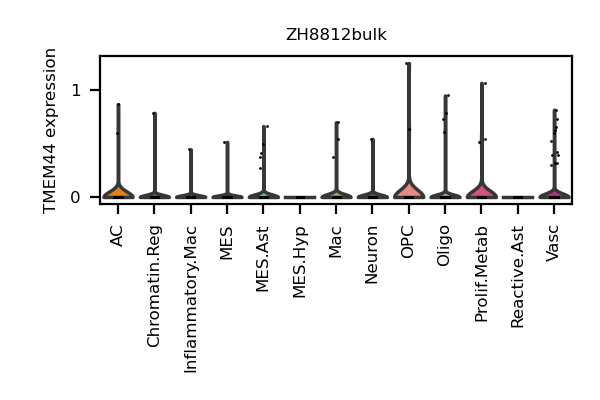 ZH8812bulk
TMEM44 expression
1
0
AC
Chromatin.Reg
Inflammatory.Mac
MES
MES.Ast
MES.Hyp
Mac
Neuron
OPC
Oligo
Prolif.Metab
Reactive.Ast
Vasc